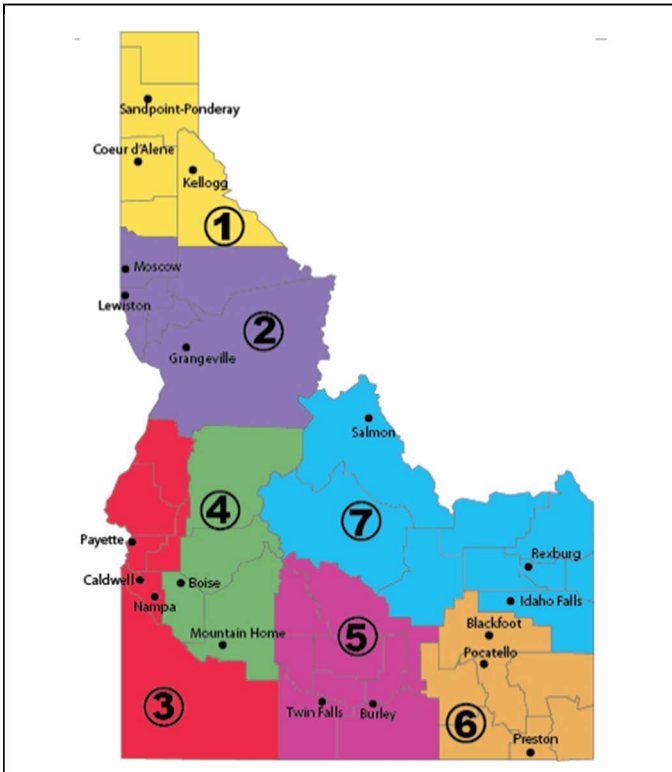 Sandpoint-Ponderay
Coeur d'Alene
Kellogg
1
Moscow
Lewiston
2
Grangeville
Salmon
4
7
Payette
Rexburg
Caldwell
Boise
Nampa
Idaho Falls
Blackfoot
5
Mountain Home
Pocatello
3
Twin Falls
Burley
6
Preston